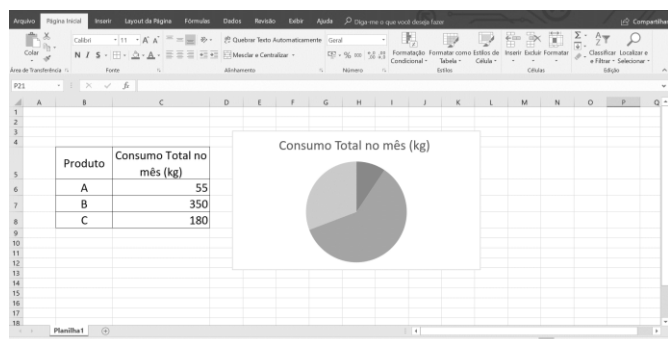 Arquivo Página Inicial Inserir Layout da Página Fórmulas Dados Revisão Exibir Ajuda Diga-me o que você deseja fazer Compartilhar
Calibri 11 A A Quebrar Texto Automaticamente Geral
Colar N I S A Mesclar e Centralizar % 000 Formatação Condicional Formatar como Tabela Estilos de Célula Inserir Excluir Formatar Classificar e Filtrar Localizar e Selecionar
Área de Transferência Fonte Alinhamento Número Estilos Células Edição
P21 fx
A B C D E F G H I J K L M N O P Q
1
2
3
4 Consumo Total no mês (kg)
5 Produto Consumo Total no mês (kg)
6 A 55
7 B 350
8 C 180
9
10
11
12
13
14
15
16
17
18
Planilha1